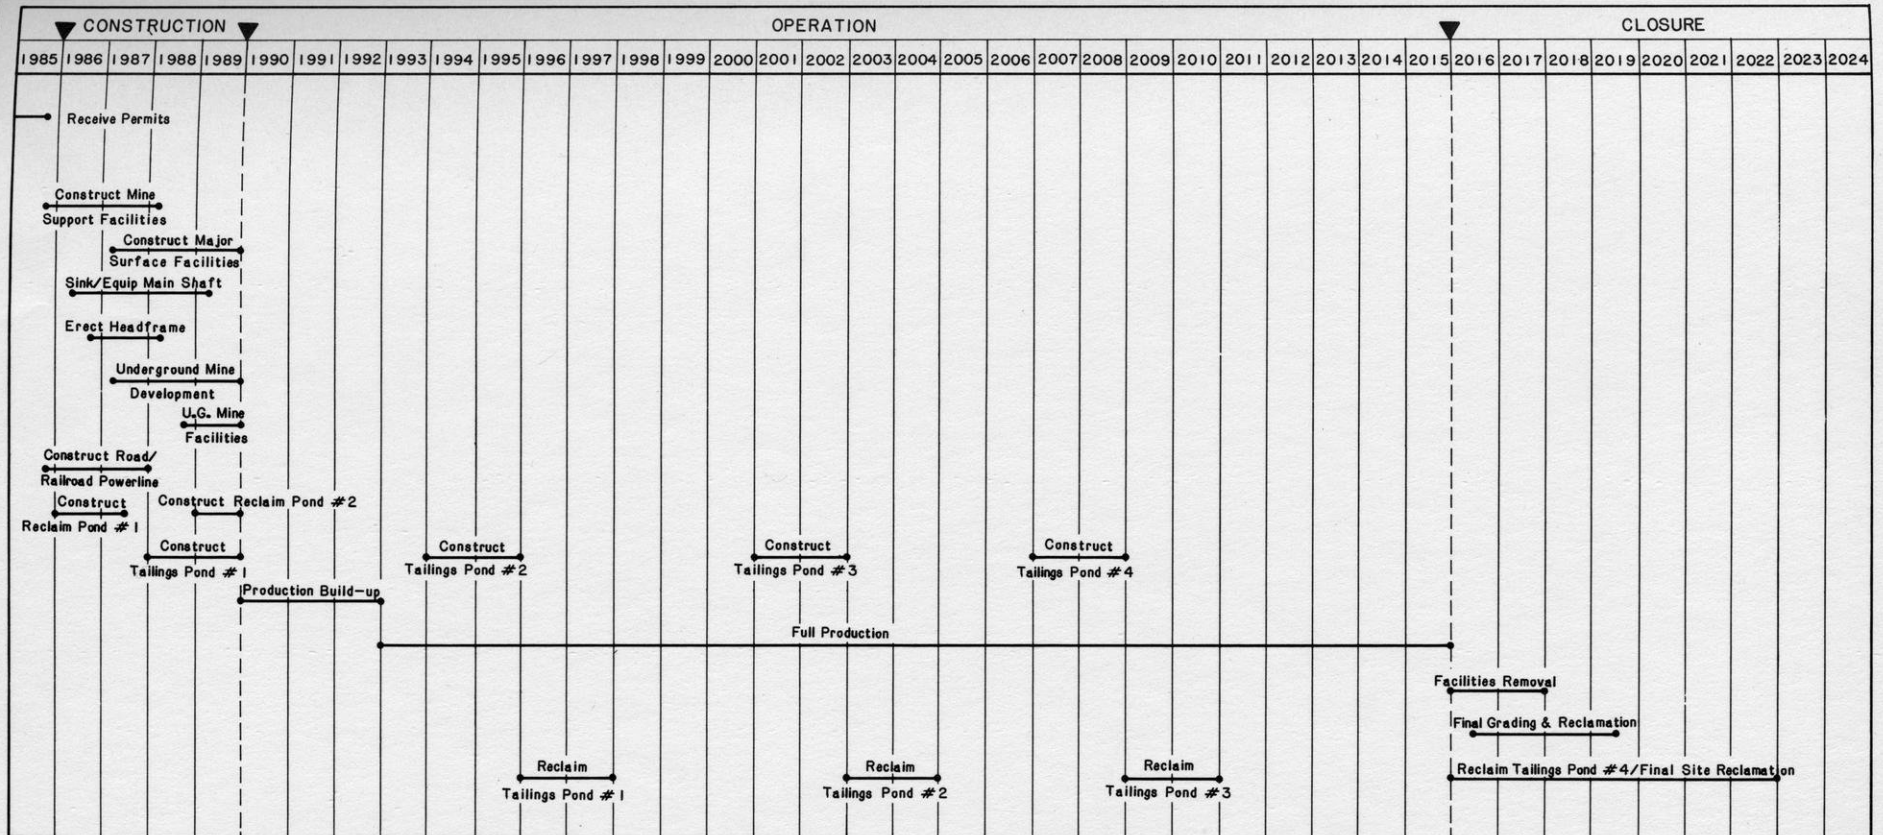 CONSTRUCTION OPERATION CLOSURE
1985 1986 1987 1988 1989 1990 1991 1992 1993 1994 1995 1996 1997 1998 1999 2000 2001 2002 2003 2004 2005 2006 2007 2008 2009 2010 2011 2012 2013 2014 2015 2016 2017 2018 2019 2020 2021 2022 2023 2024
Receive Permits
Construct Mine
Support Facilities
Construct Major
Surface Facilities
Sink/Equip Main Shaft
Erect Headframe
Underground Mine
Development
U.G. Mine
Facilities
Construct Road/
Railroad Powerline
Construct
Reclaim Pond #1
Construct Reclaim Pond #2
Construct
Tailings Pond #1
Construct
Tailings Pond #2
Construct
Tailings Pond #3
Construct
Tailings Pond #4
Production Build-up
Full Production
Facilities Removal
Final Grading & Reclamation
Reclaim
Tailings Pond #1
Reclaim
Tailings Pond #2
Reclaim
Tailings Pond #3
Reclaim Tailings Pond #4/Final Site Reclamation